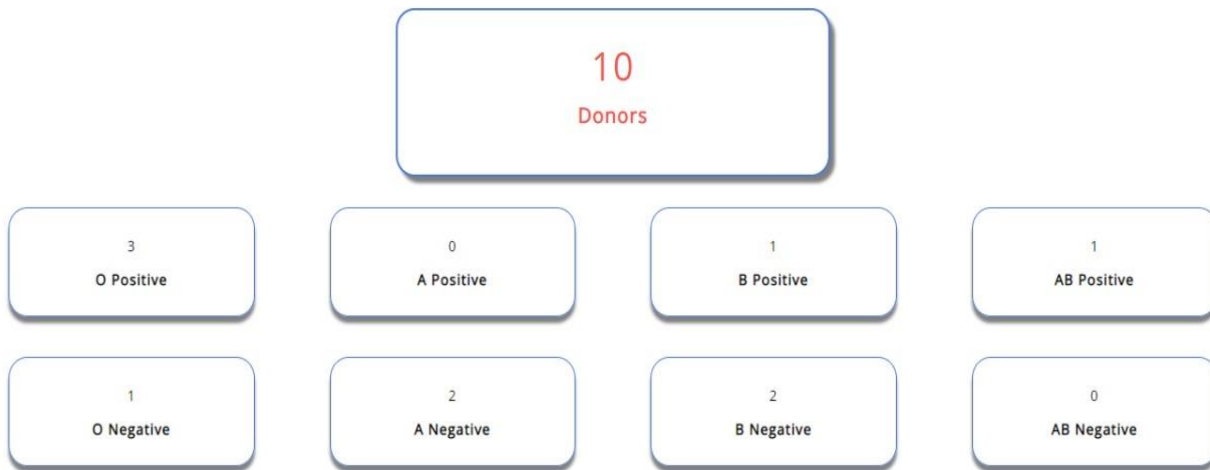 10
Donors
3
O Positive
0
A Positive
1
B Positive
1
AB Positive
1
O Negative
2
A Negative
2
B Negative
0
AB Negative